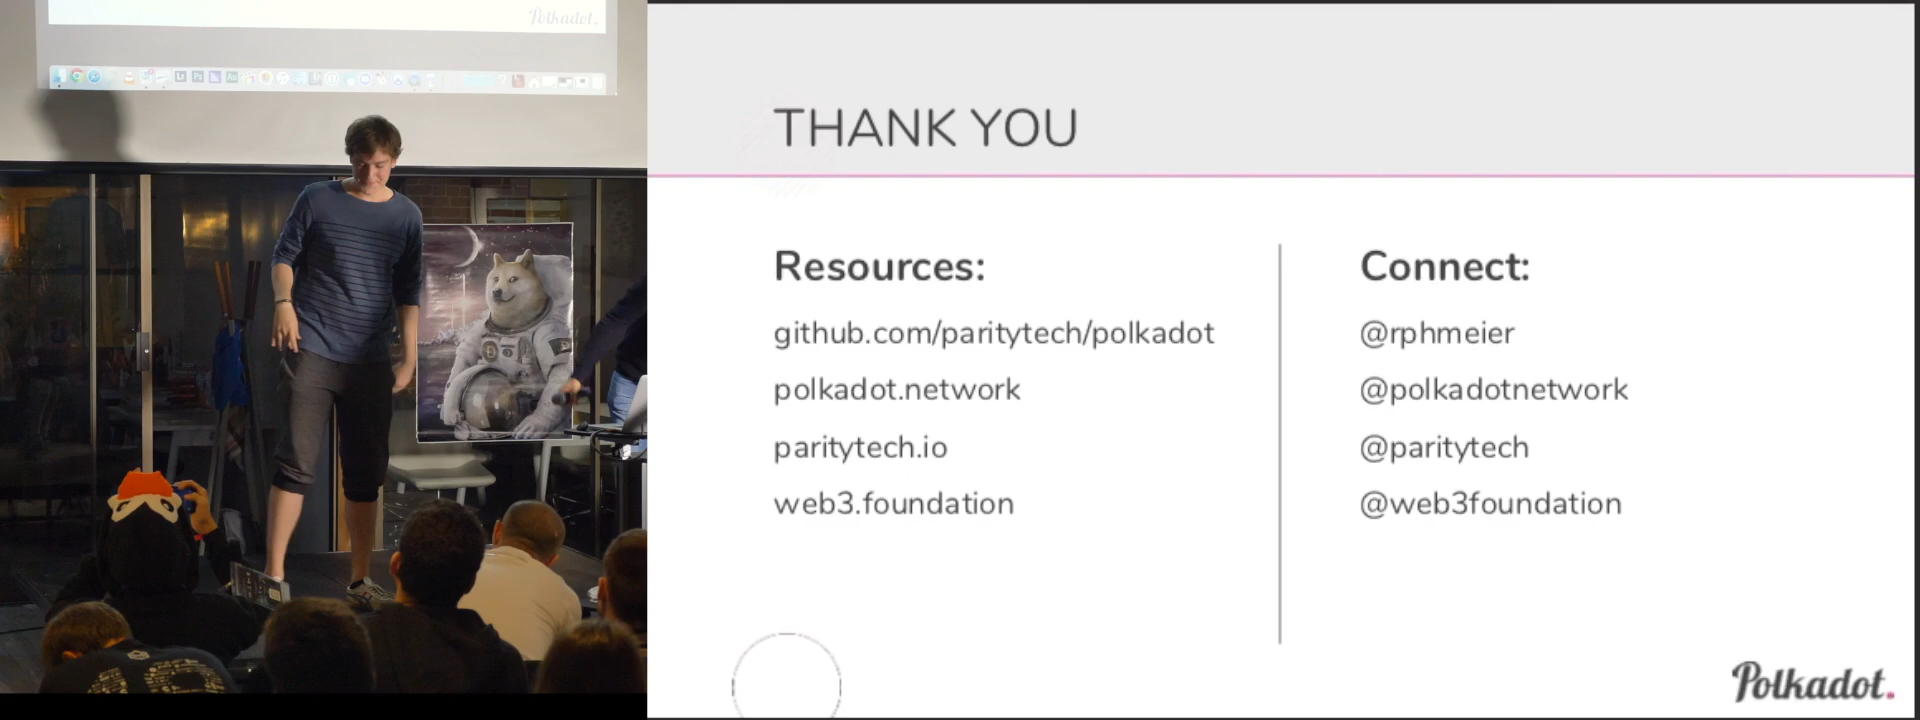 Polkadot.
THANK YOU
Resources:
github.com/paritytech/polkadot
polkadot.network
paritytech.io
web3.foundation
Connect:
@rphmeier
@polkadotnetwork
@paritytech
@web3foundation
Polkadot.